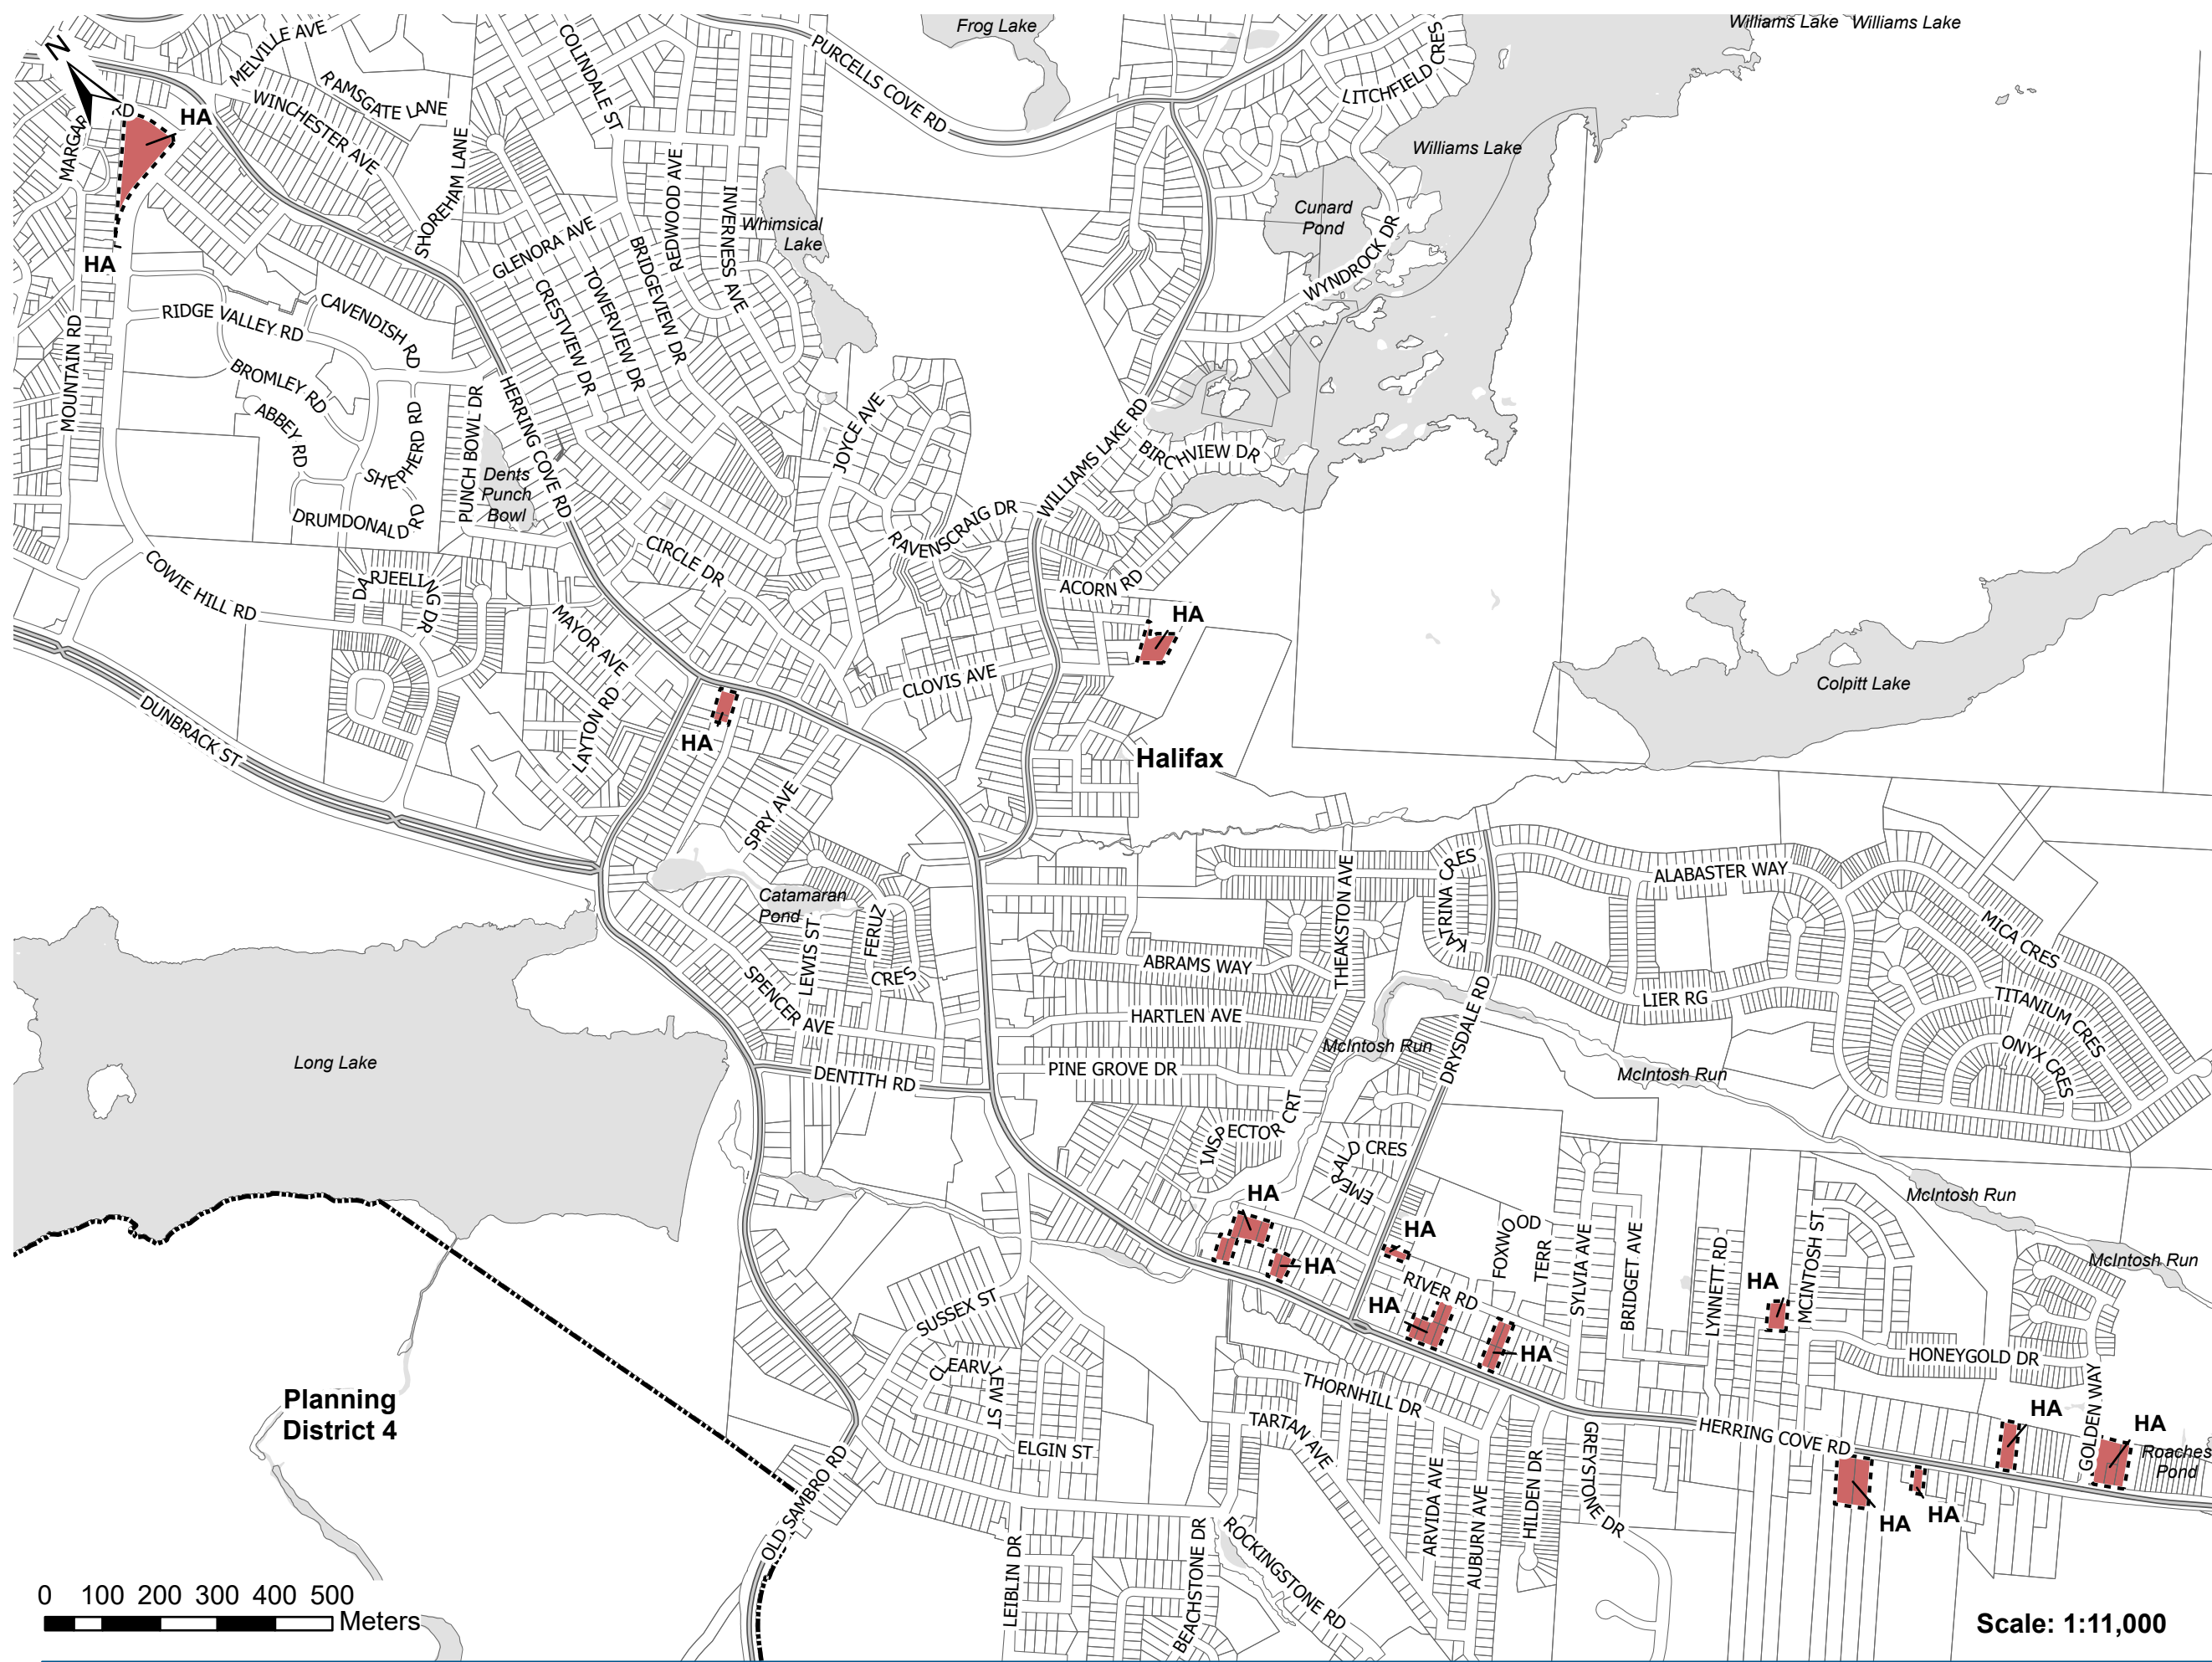 Frog Lake
Williams Lake
Williams Lake
N
MELVILLE AVE
COLINDALE ST
PURCELLS COVE RD
LITCHFIELD CRES
RAMSGATE LANE
WINCHESTER AVE
RD
HA
MARGAR
SHOREHAM LANE
Williams Lake
REDWOOD AVE
INVERNESS AVE
Whimsical
Lake
Cunard
Pond
GLENORA AVE
BRIDGEVIEW DR
TOWERVIEW DR
CRESTVIEW DR
WYNDROCK DR
HA
MOUNTAIN RD
RIDGE VALLEY RD
CAVENDISH RD
BROMLEY RD
ABBEY RD
SHEPHERD RD
PUNCH BOWL DR
HERRING COVE RD
JOYCE AVE
WILLIAMS LAKE RD
BIRCHVIEW DR
Dents
Punch
Bowl
DRUMDONALD RD
RAVENSCRAIG DR
CIRCLE DR
COWIE HILL RD
DARJEELING DR
ACORN RD
HA
MAYOR AVE
LAYTON RD
CLOVIS AVE
Colpitt Lake
DUNBRACK ST
HA
Halifax
SPRY AVE
THEAKSTON AVE
KATRINA CRES
KAT
ALABASTER WAY
Catamaran
Pond
LEWIS ST
FERUZ
CRES
SPENCER AVE
ABRAMS WAY
MICA CRES
LIER RG
TITANIUM CRES
ONYX CRES
HARTLEN AVE
DRYSDALE RD
McIntosh Run
McIntosh Run
Long Lake
DENTITH RD
PINE GROVE DR
INSPECTOR CRT
EMERALD CRES
HA
McIntosh Run
HA
HA
FOXWOOD
TERR
SYLVIA AVE
BRIDGET AVE
LYNNETT RD
MCINTOSH ST
McIntosh Run
HA
RIVER RD
HA
HA
SUSSEX ST
CLEARVIEW ST
HONEYGOLD DR
GOLDEN WAY
Planning
District 4
THORNHILL DR
TARTAN AVE
HERRING COVE RD
HA
HA
Roaches
Pond
ELGIN ST
OLD SAMBRO RD
ARVIDA AVE
AUBURN AVE
HILDEN DR
GREYSTONE DR
HA
HA
LEIBLIN DR
BEACHSTONE DR
ROCKINGSTONE RD
0 100 200 300 400 500
Meters
Scale: 1:11,000